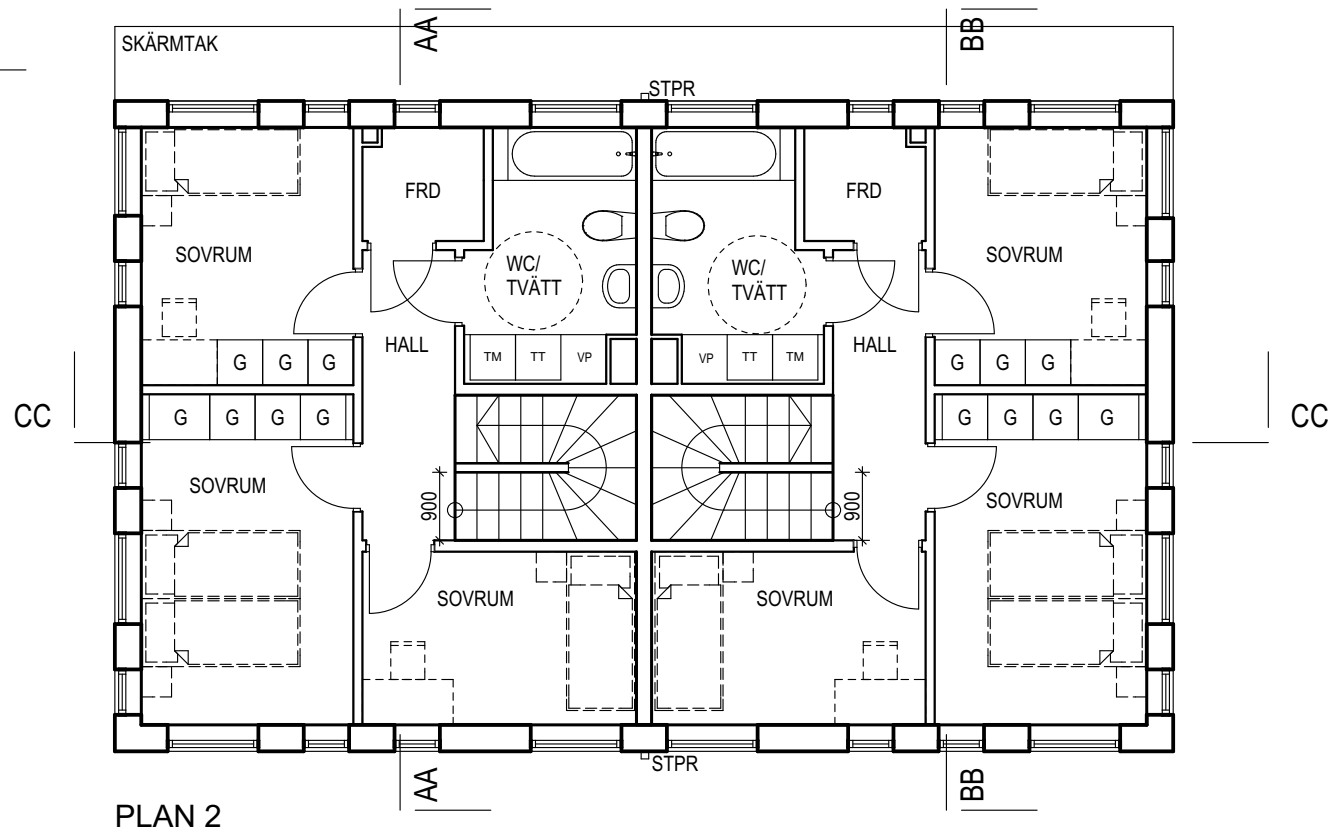 AA
BB
SKÄRMTAK
STPR
FRD
FRD
SOVRUM
WC/
TVÄTT
WC/
TVÄTT
SOVRUM
HALL
TM
TT
VP
VP
TT
TM
HALL
G
G
G
G
G
G
CC
G
G
G
G
G
G
G
G
CC
SOVRUM
900
900
SOVRUM
SOVRUM
SOVRUM
STPR
AA
BB
PLAN 2